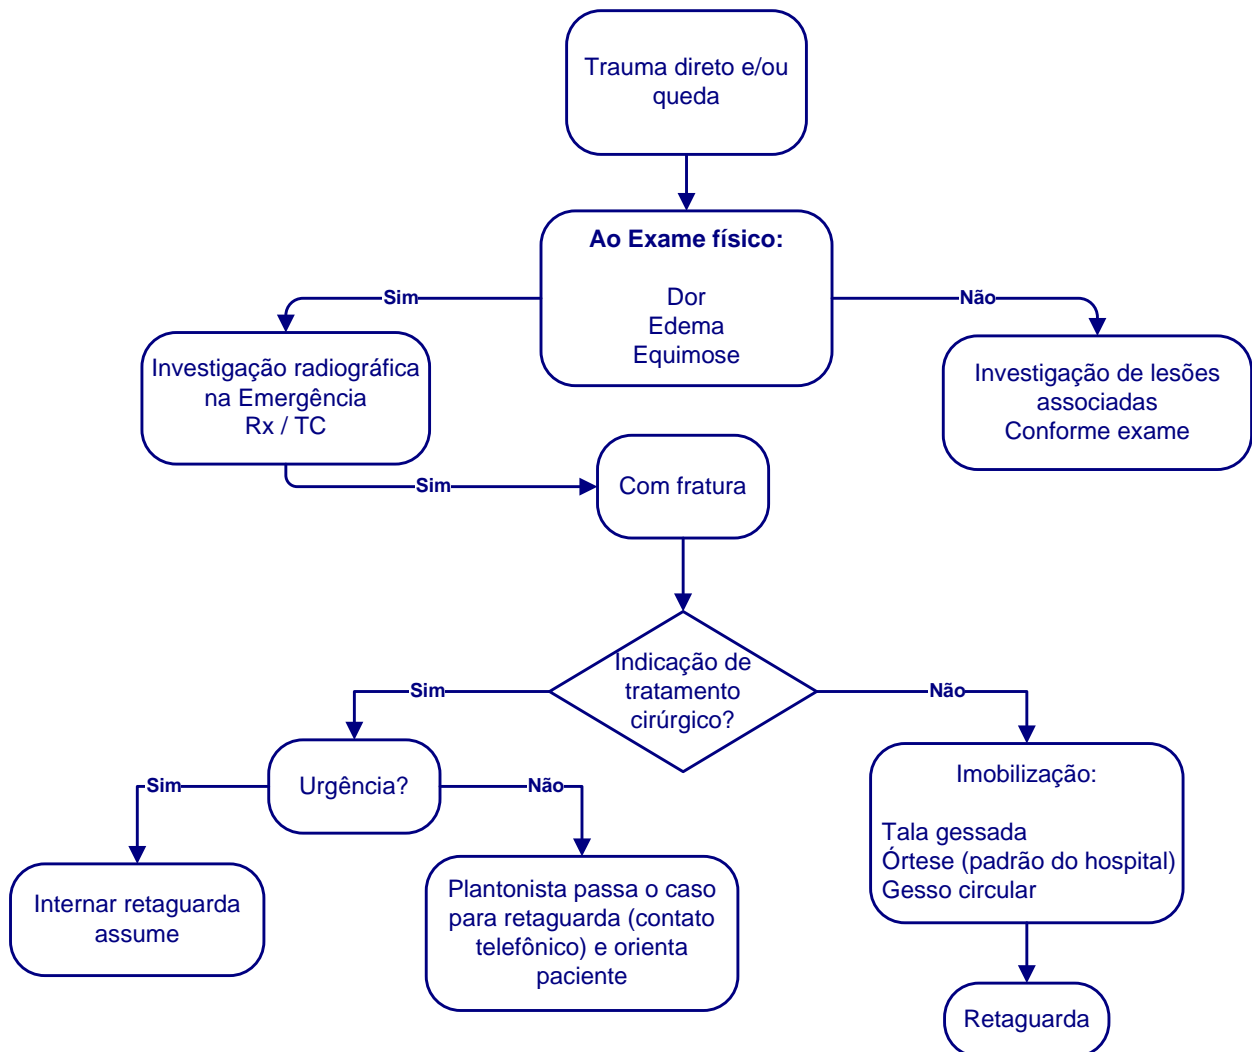 Trauma direto e/ou
queda
Ao Exame físico:
Dor
Edema
Equimose
Sim
Não
Investigação radiográfica
na Emergência
Rx / TC
Investigação de lesões
associadas
Conforme exame
Sim
Com fratura
Indicação de
tratamento
cirúrgico?
Sim
Não
Urgência?
Imobilização:
Tala gessada
Órtese (padrão do hospital)
Gesso circular
Sim
Não
Internar retaguarda
assume
Plantonista passa o caso
para retaguarda (contato
telefônico) e orienta
paciente
Retaguarda